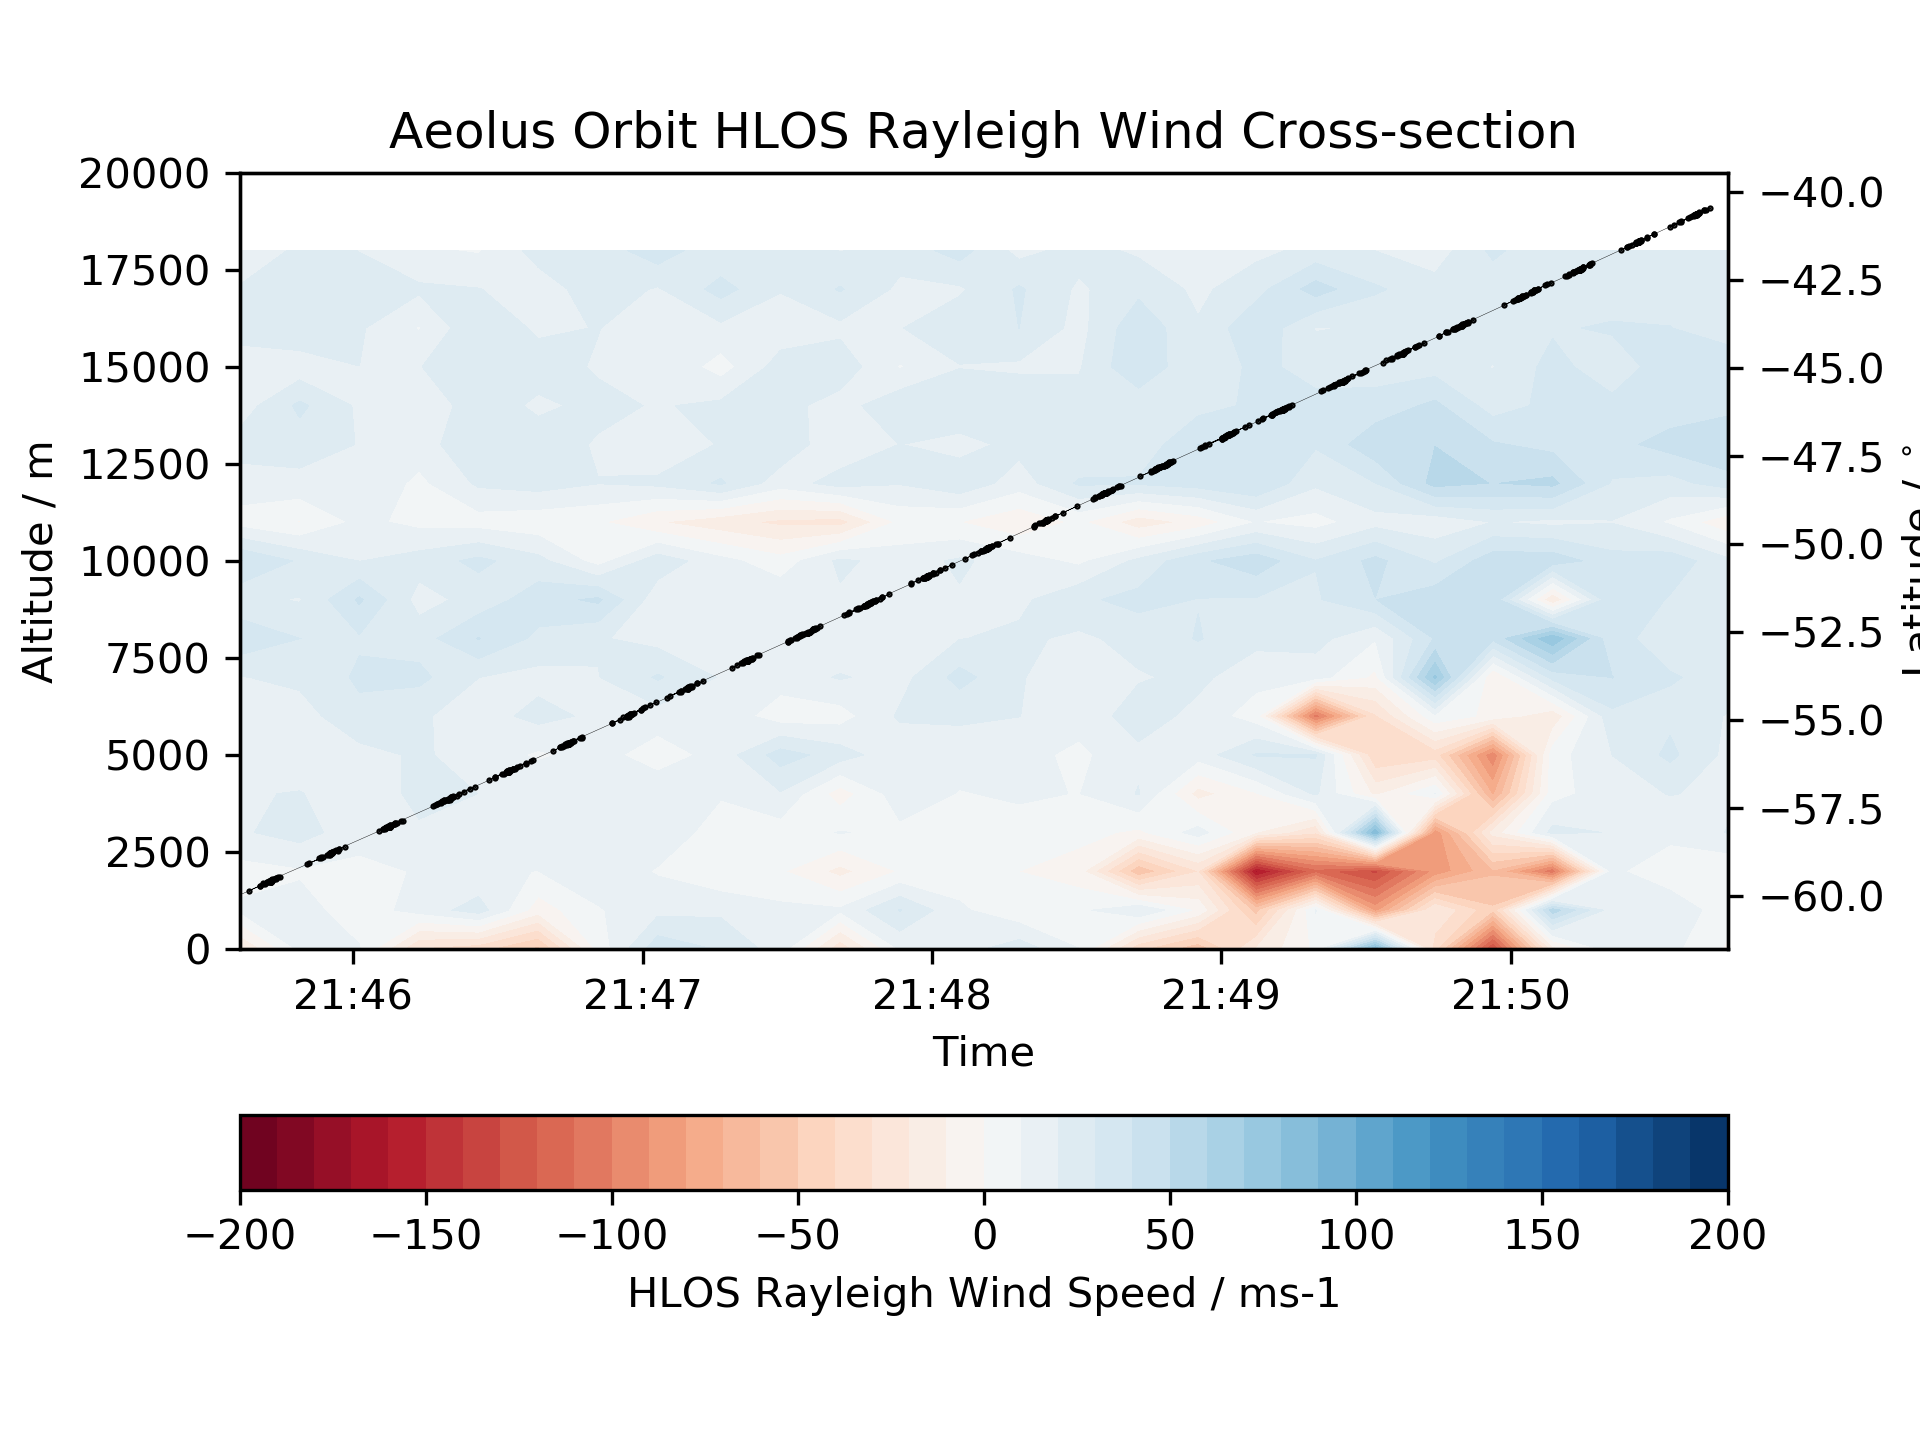 Aeolus Orbit HLOS Rayleigh Wind Cross-section
20000
17500
15000
12500
10000
7500
5000
2500
0
Altitude / m
−40.0
−42.5
−45.0
−47.5
−50.0
−52.5
−55.0
−57.5
−60.0
Latitude / °
21:46 21:47 21:48 21:49 21:50
Time
−200 −150 −100 −50 0 50 100 150 200
HLOS Rayleigh Wind Speed / ms-1